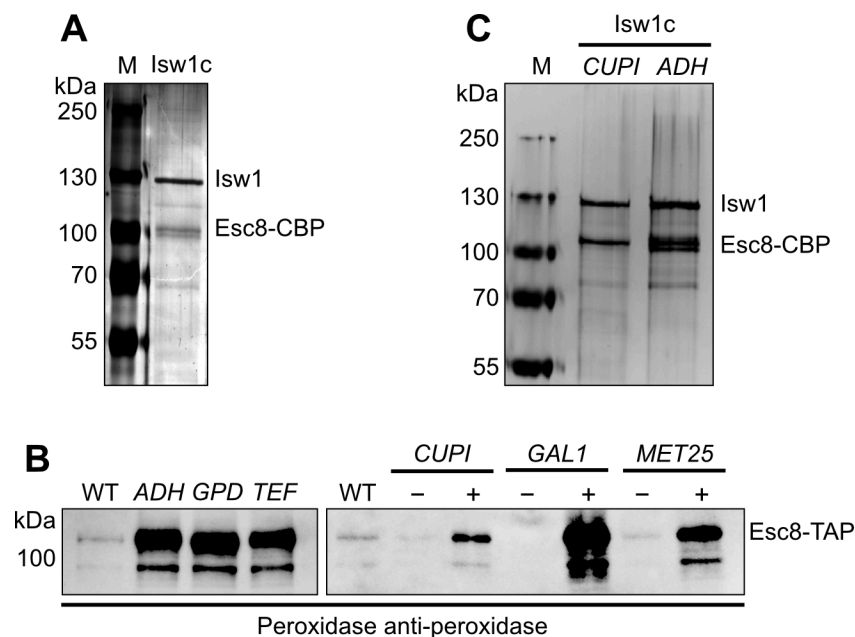 A
M Isw1c
kDa
250
130
100
70
55
Isw1
Esc8-CBP
C
Isw1c
M CUPI ADH
kDa
250
130
100
70
55
Isw1
Esc8-CBP
B
CUPI GAL1 MET25
WT ADH GPD TEF WT – + – + – +
kDa
100
Esc8-TAP
Peroxidase anti-peroxidase